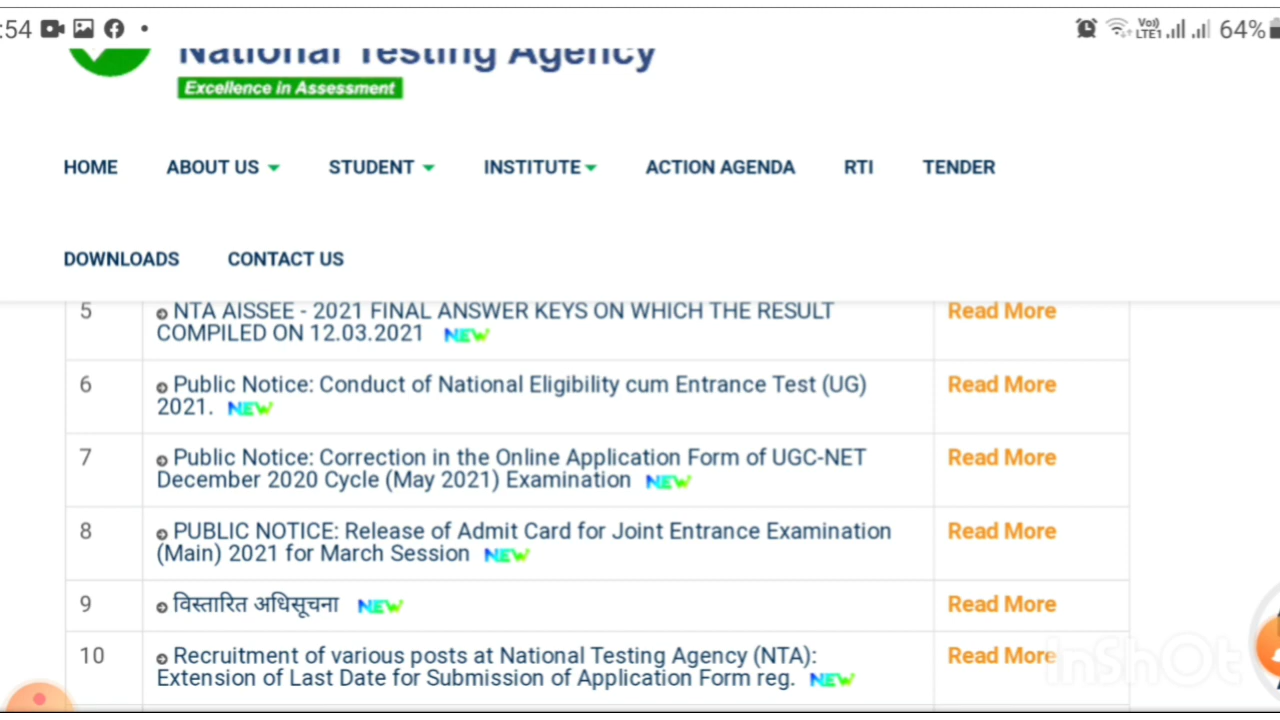 :54
Vo)) LTE1 64%
National Testing Agency
Excellence in Assessment
HOME ABOUT US STUDENT INSTITUTE ACTION AGENDA RTI TENDER
DOWNLOADS CONTACT US
5 NTA AISSEE - 2021 FINAL ANSWER KEYS ON WHICH THE RESULT Read More
COMPILED ON 12.03.2021 NEW
6 Public Notice: Conduct of National Eligibility cum Entrance Test (UG) Read More
2021. NEW
7 Public Notice: Correction in the Online Application Form of UGC-NET Read More
December 2020 Cycle (May 2021) Examination NEW
8 PUBLIC NOTICE: Release of Admit Card for Joint Entrance Examination Read More
(Main) 2021 for March Session NEW
9 विस्तारित अधिसूचना NEW Read More
10 Recruitment of various posts at National Testing Agency (NTA): Read More
Extension of Last Date for Submission of Application Form reg. NEW
InShOt